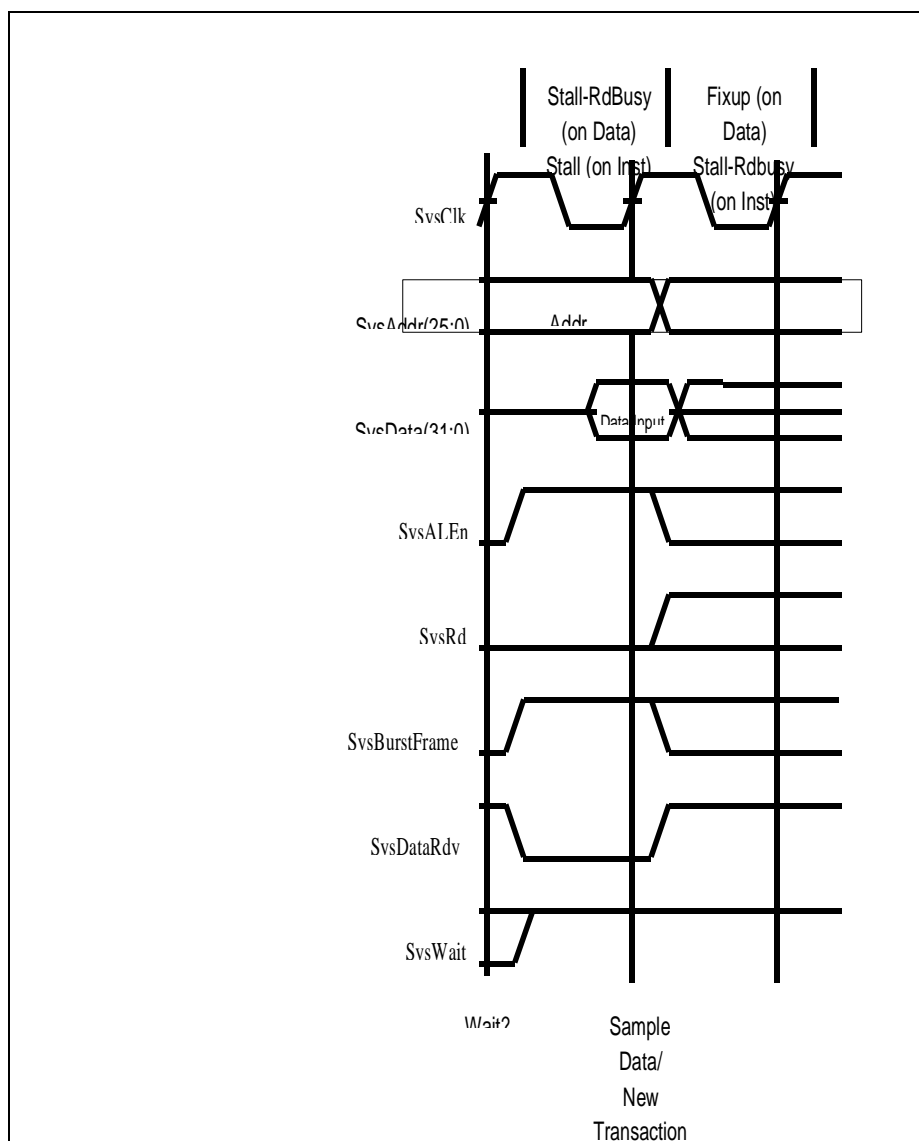 Stall-RdBusy
(on Data)
Stall (on Inst)
Fixup (on
Data)
Stall-Rdbusy
(on Inst)
SysClk
SysAddr(25:0)
Addr
SysData(31:0)
Data Input
SysALEn
SysRd
SysBurstFrame
SysDataRdy
SysWait
Wait?
Sample
Data/
New
Transaction